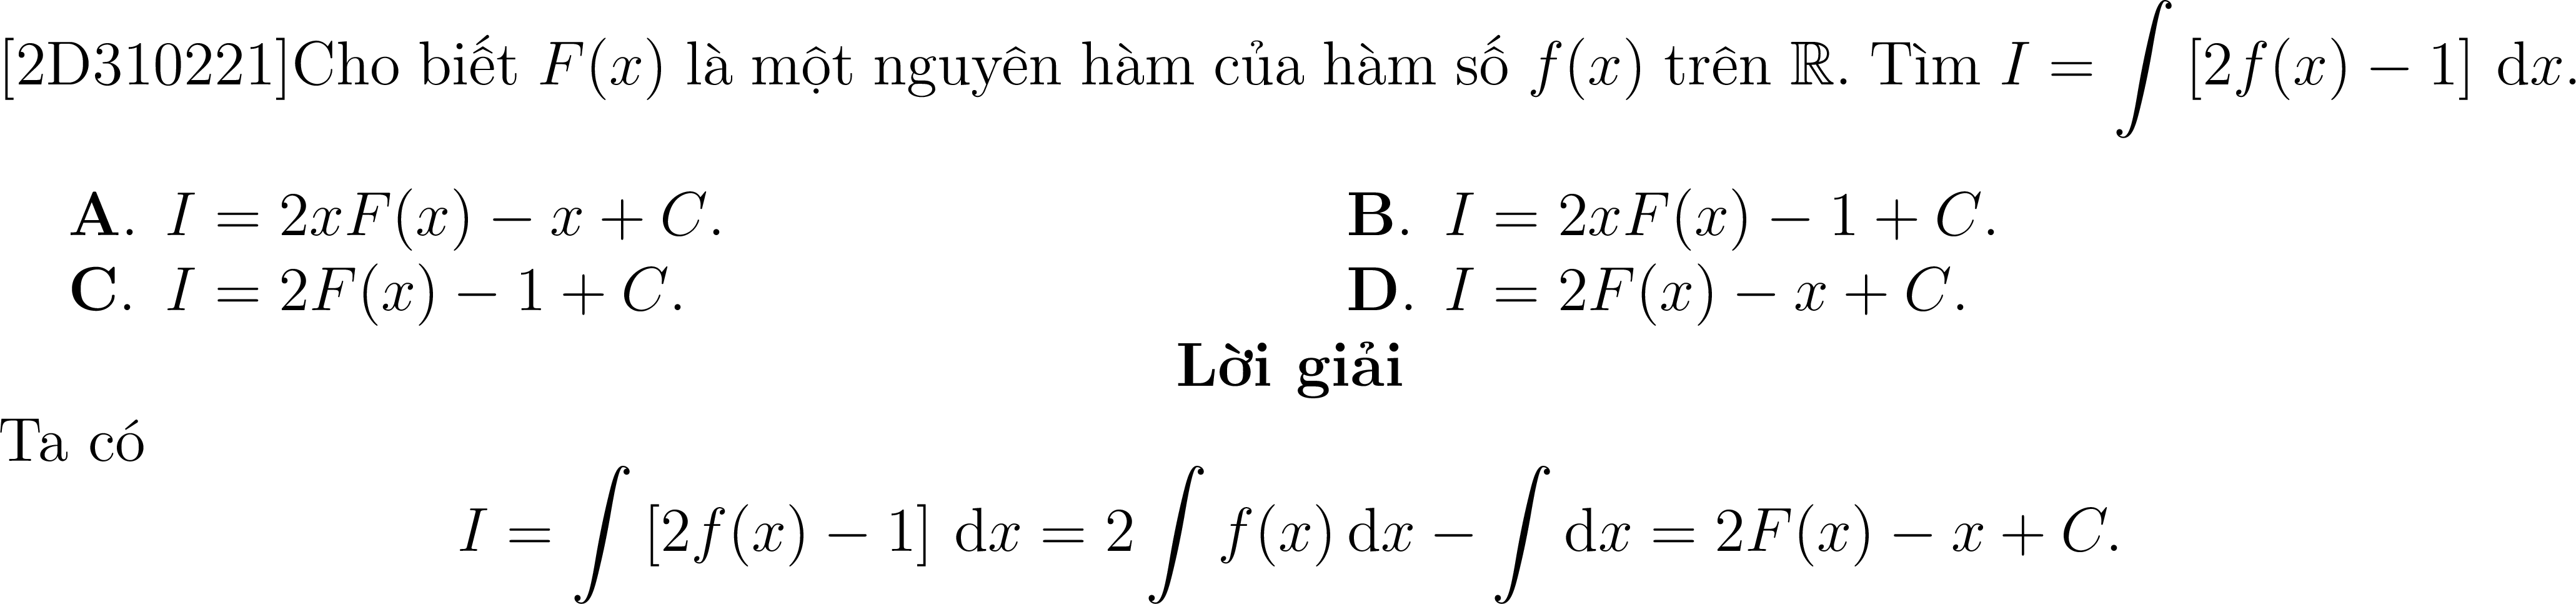 [2D310221]Cho biết F(x) là một nguyên hàm của hàm số f(x) trên ℝ. Tìm I = ∫ [2f(x) − 1] dx.
A. I = 2xF(x) − x + C. B. I = 2xF(x) − 1 + C.
C. I = 2F(x) − 1 + C. D. I = 2F(x) − x + C.
Lời giải
Ta có
I = ∫ [2f(x) − 1] dx = 2 ∫ f(x) dx − ∫ dx = 2F(x) − x + C.